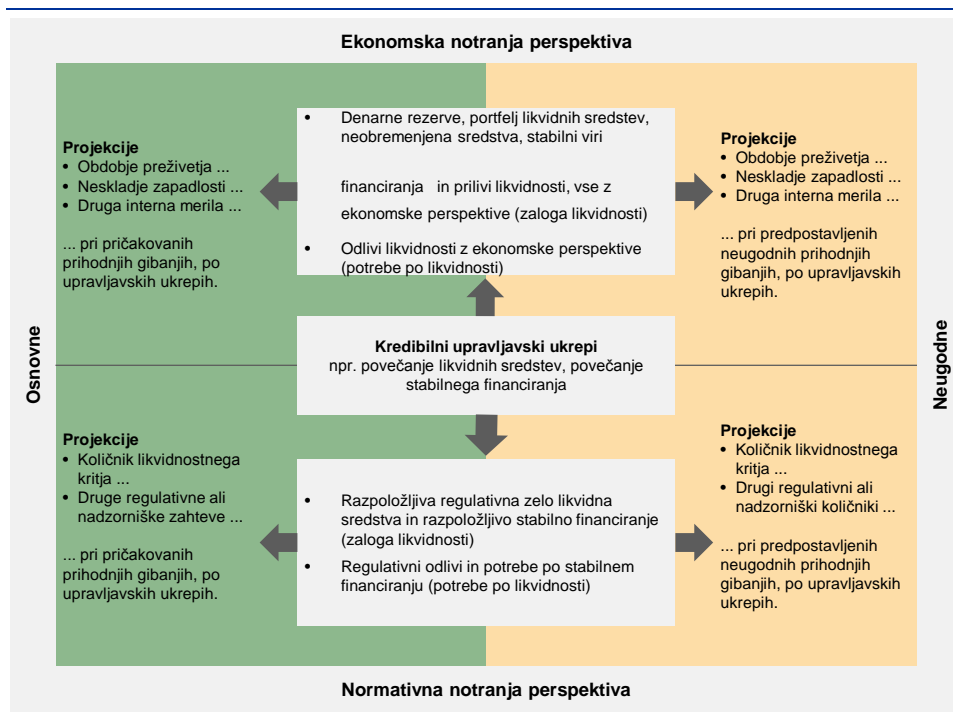 Ekonomska notranja perspektiva
Osnovne
Projekcije
• Obdobje preživetja ...
• Neskladje zapadlosti ...
• Druga interna merila ...
... pri pričakovanih
prihodnjih gibanjih, po
upravljavskih ukrepih.
• Denarne rezerve, portfelj likvidnih sredstev,
neobremenjena sredstva, stabilni viri
financiranja in prilivi likvidnosti, vse z
ekonomske perspektive (zaloga likvidnosti)
• Odlivi likvidnosti z ekonomske perspektive
(potrebe po likvidnosti)
Projekcije
• Obdobje preživetja ...
• Neskladje zapadlosti ...
• Druga interna merila ...
... pri predpostavljenih
neugodnih prihodnjih
gibanjih, po upravljavskih
ukrepih.
Kredibilni upravljavski ukrepi
npr. povečanje likvidnih sredstev, povečanje
stabilnega financiranja
Neugodne
Projekcije
• Količnik likvidnostnega
kritja ...
• Druge regulativne ali
nadzorniške zahteve ...
... pri pričakovanih
prihodnjih gibanjih, po
upravljavskih ukrepih.
• Razpoložljiva regulativna zelo likvidna
sredstva in razpoložljivo stabilno financiranje
(zaloga likvidnosti)
• Regulativni odlivi in potrebe po stabilnem
financiranju (potrebe po likvidnosti)
Projekcije
• Količnik likvidnostnega
kritja ...
• Drugi regulativni ali
nadzorniški količniki ...
... pri predpostavljenih
neugodnih prihodnjih
gibanjih, po upravljavskih
ukrepih.
Normativna notranja perspektiva